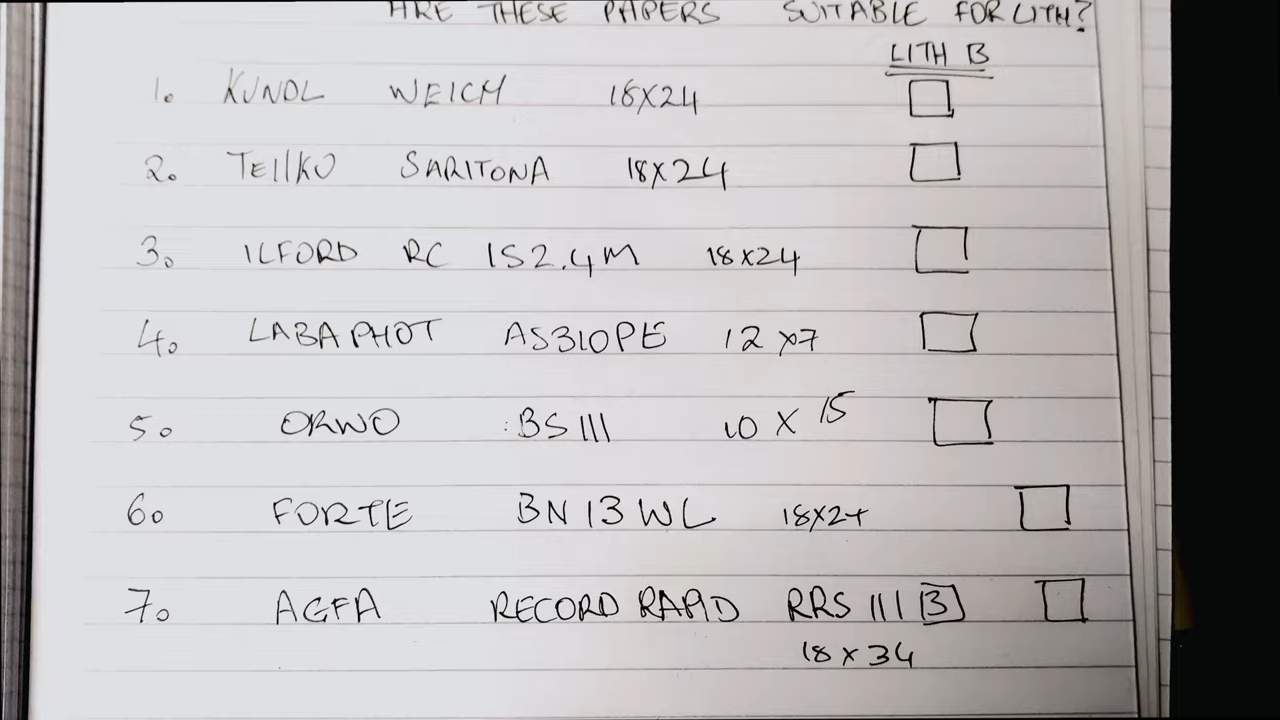 ARE THESE PAPERS SUITABLE FOR LITH?
LITH B
1. KUNDL WEICH 18X24
2. TEllKO SARITONA 18X24
3. ILFORD RC 1S2.4M 18X24
4. LABAPHOT AS310PE 12X7
5. ORWO BS111 10 X 15
6. FORTE BN13WL 18X24
7. AGFA RECORD RAPID RRS 111 B
18 X 34